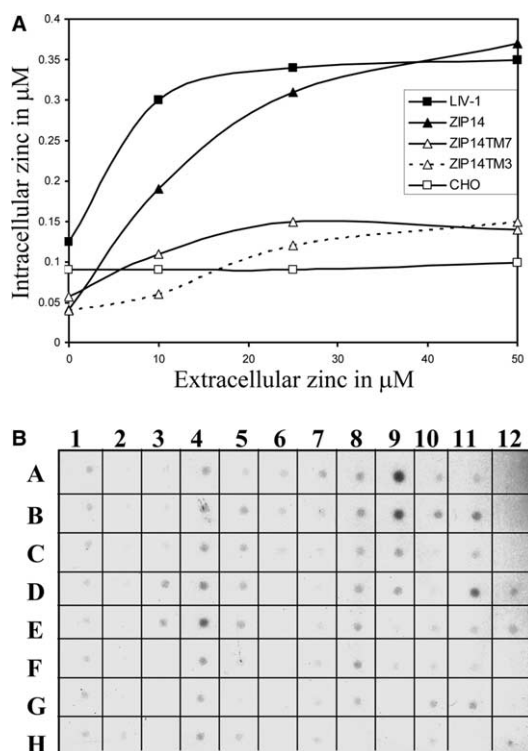 A
0.4
0.35
0.3
0.25
0.2
0.15
0.1
0.05
0
Intracellular zinc in µM
LIV-1
ZIP14
ZIP14TM7
ZIP14TM3
CHO
0 10 20 30 40 50
Extracellular zinc in µM
B
1 2 3 4 5 6 7 8 9 10 11 12
A
B
C
D
E
F
G
H